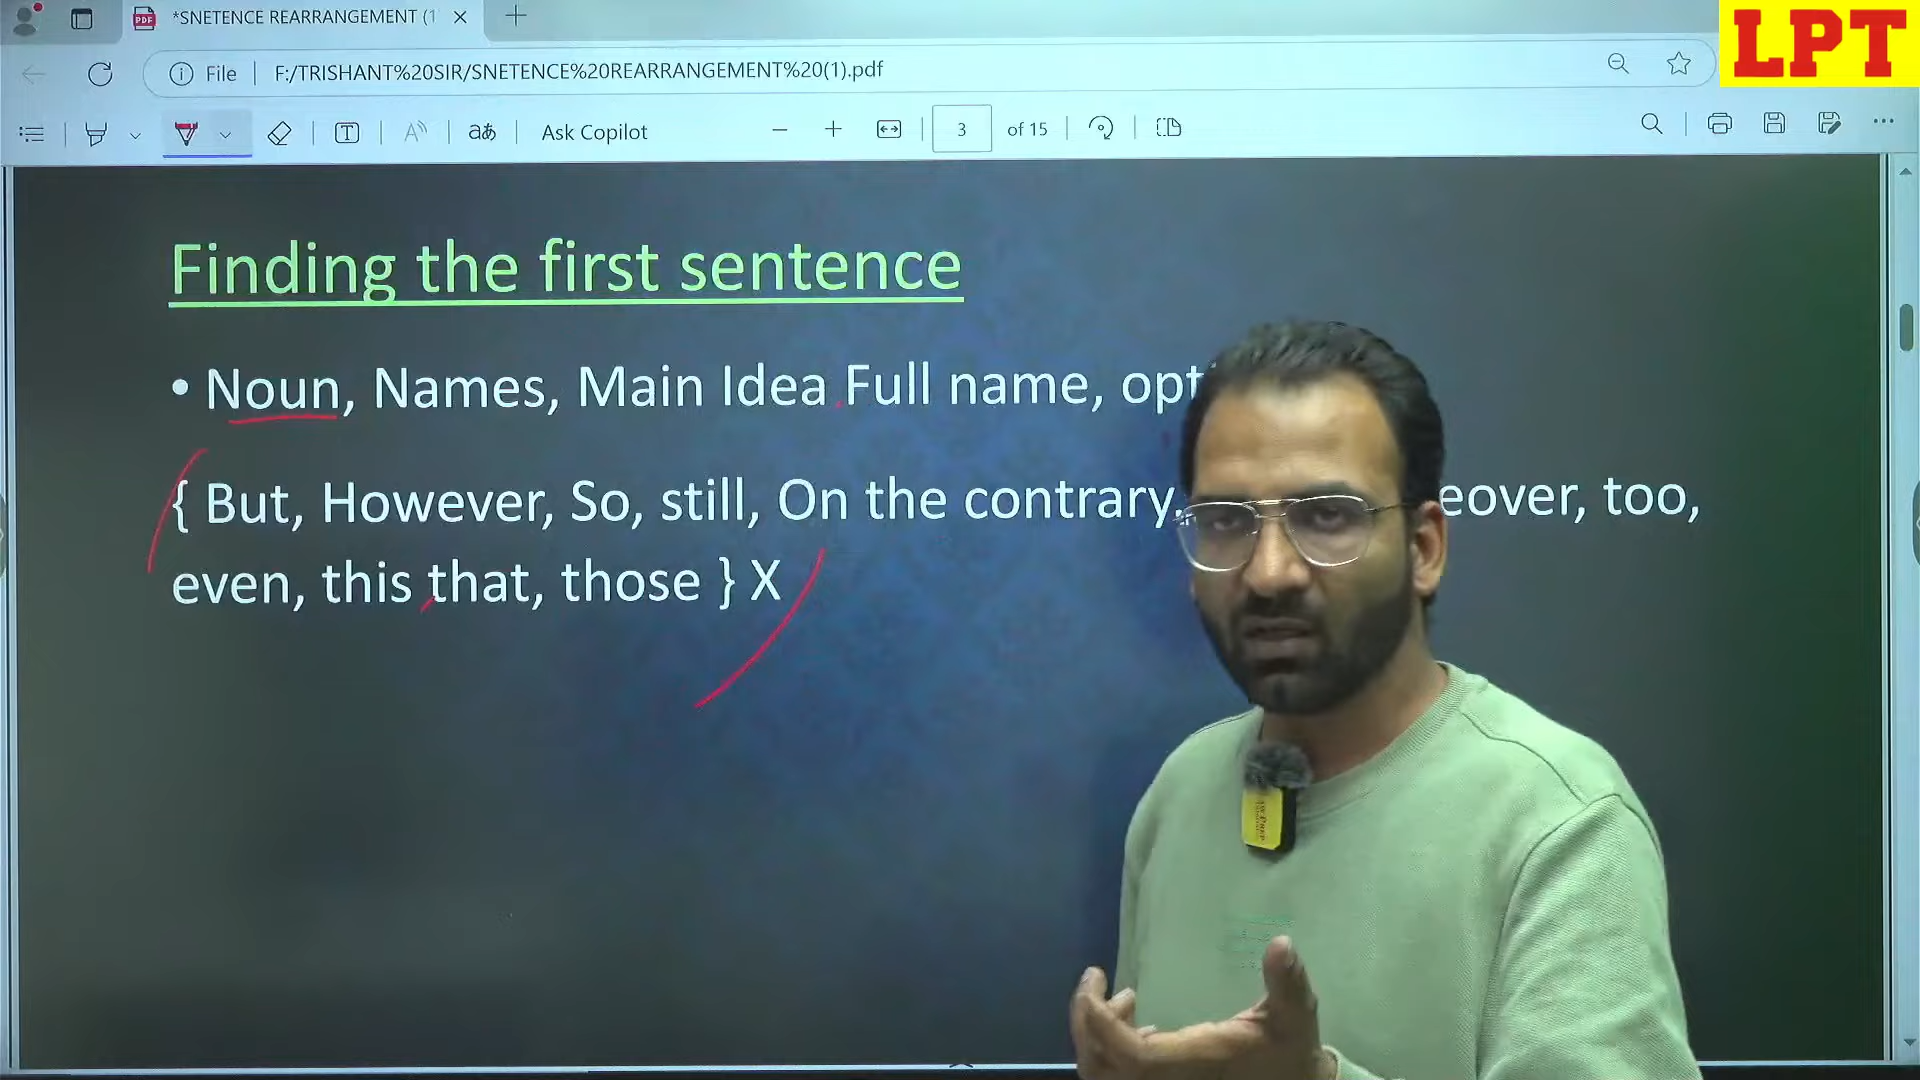 *SNETENCE REARRANGEMENT (1
LPT
File F:/TRISHANT%20SIR/SNETENCE%20REARRANGEMENT%20(1).pdf
Ask Copilot 3 of 15
Finding the first sentence
• Noun, Names, Main Idea Full name, opt
{ But, However, So, still, On the contrary, eover, too,
even, this that, those } X